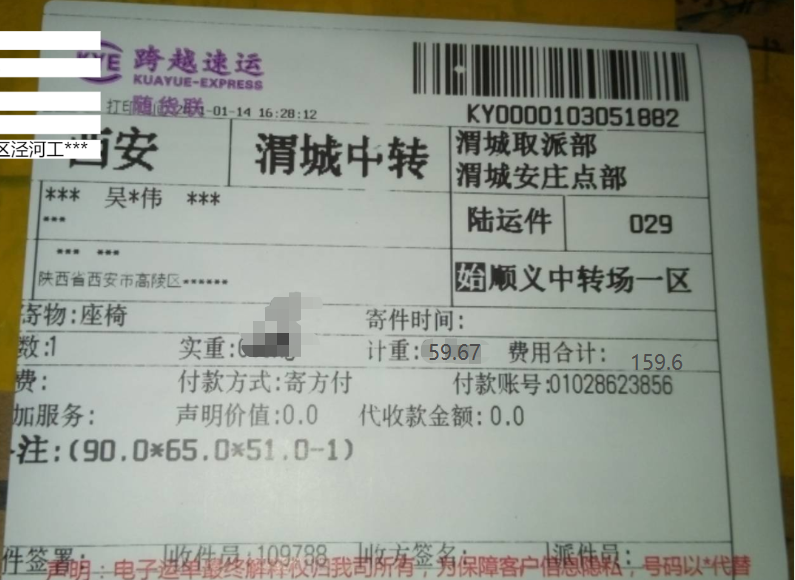 KYE 跨越速运
KUAYUE-EXPRESS
随货联
-01-14 16:28:12
KY0000103051882
区泾河工***
西安
渭城中转
渭城取派部
渭城安庄点部
*** 吴*伟 ***
***
陆运件
029
*** ***
陕西省西安市高陵区******
始顺义中转场一区
寄物:座椅
寄件时间:
数:1
实重:
计重:59.67
费用合计:
159.6
费:
付款方式:寄方付
付款账号:01028623856
加服务:
声明价值:0.0
代收款金额:0.0
注:(90.0*65.0*51.0-1)
件签署:
收件员:109788
收方签名:
派件员:
声明：电子运单最终解释权归我司所有，为保障客户信息隐私，号码以*代替